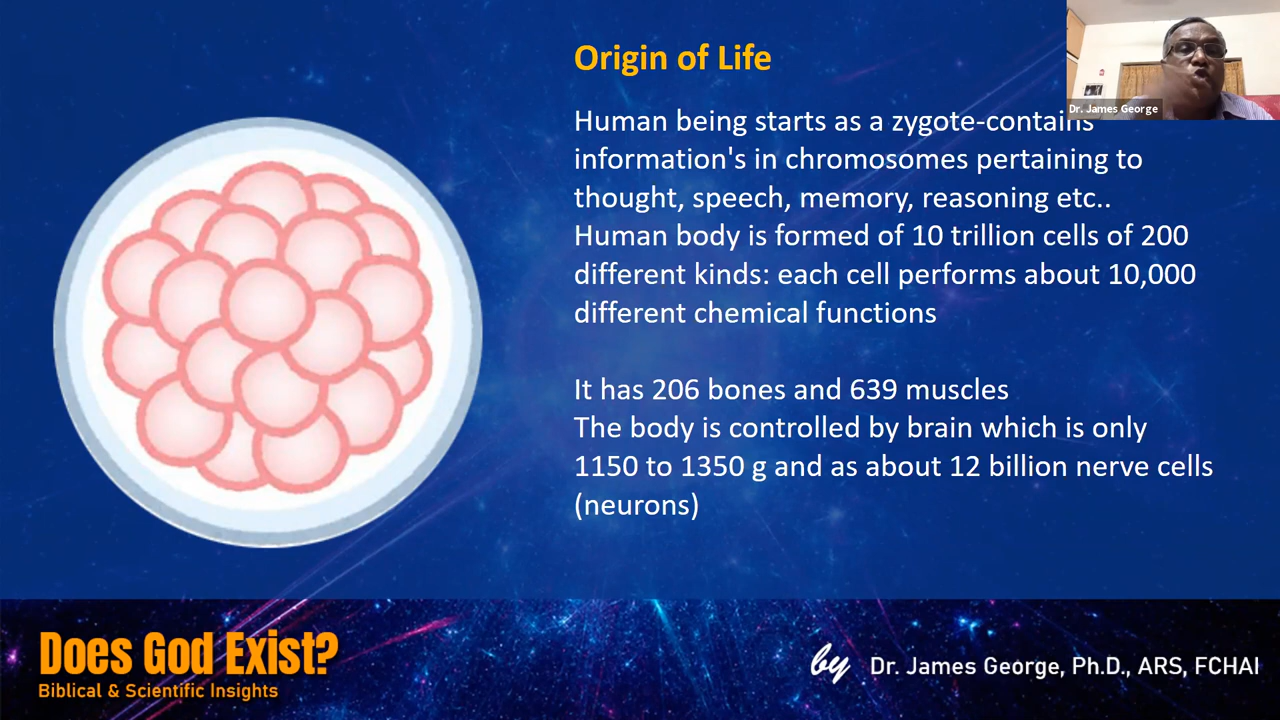 Origin of Life
Dr. James George
Human being starts as a zygote-contains
information's in chromosomes pertaining to
thought, speech, memory, reasoning etc..
Human body is formed of 10 trillion cells of 200
different kinds: each cell performs about 10,000
different chemical functions
It has 206 bones and 639 muscles
The body is controlled by brain which is only
1150 to 1350 g and as about 12 billion nerve cells
(neurons)
Does God Exist?
Biblical & Scientific Insights
by Dr. James George, Ph.D., ARS, FCHAI